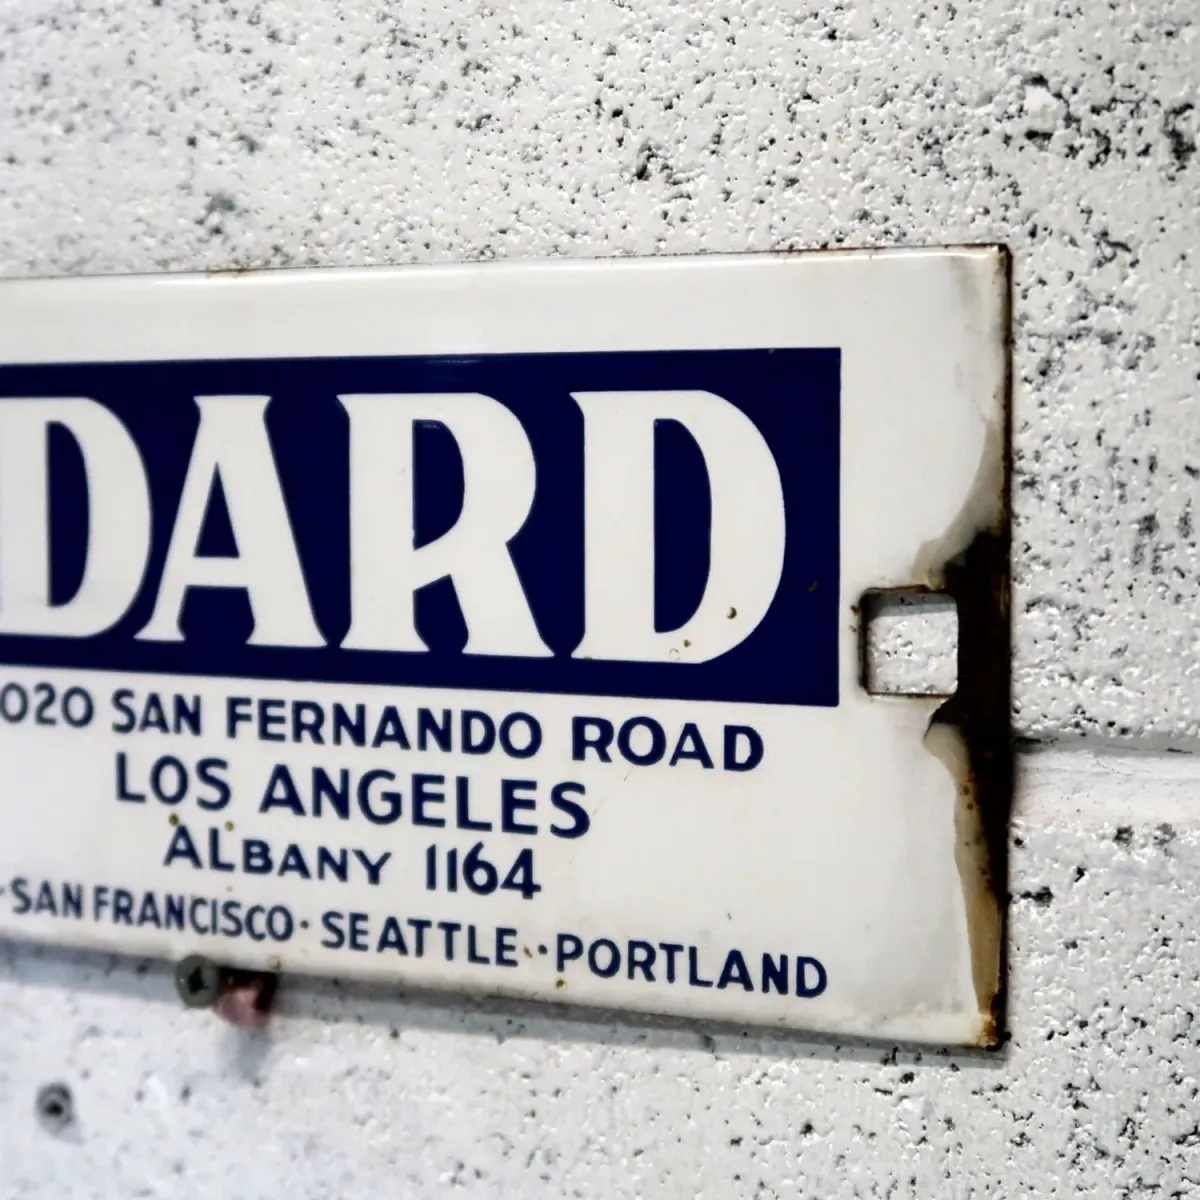 DARD
020 SAN FERNANDO ROAD
LOS ANGELES
ALBANY 1164
·SAN FRANCISCO·SEATTLE··PORTLAND